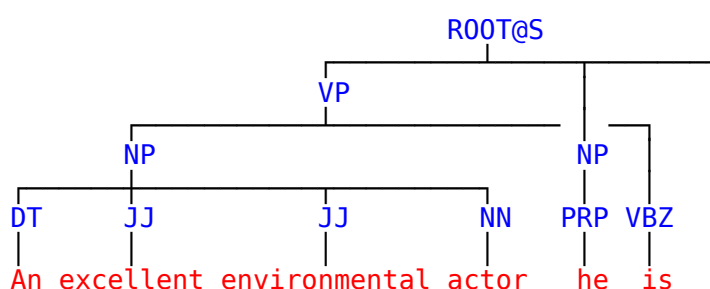 ROOT@S
VP
NP NP
DT JJ JJ NN PRP VBZ
An excellent environmental actor he is